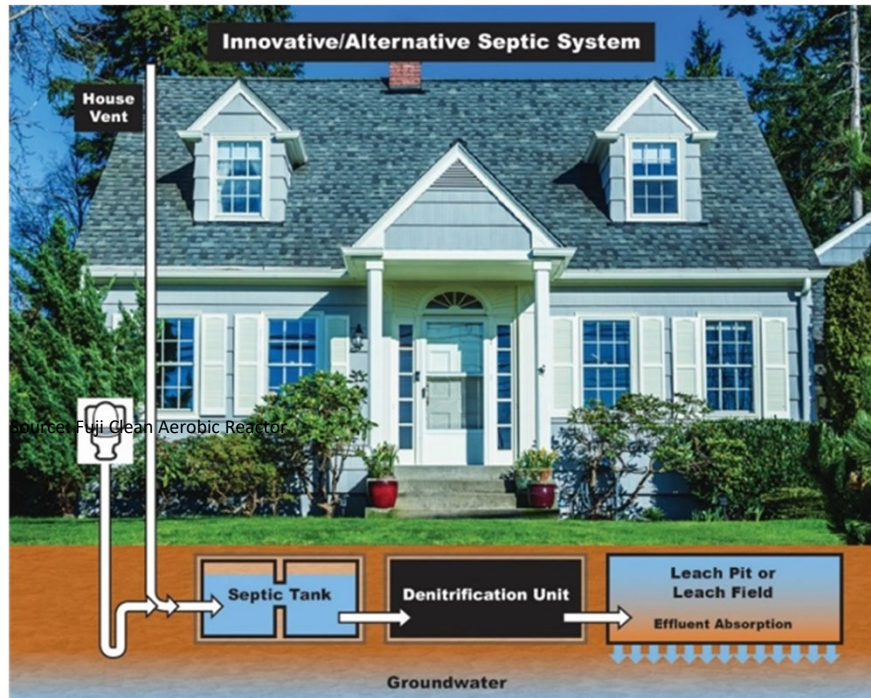 Innovative/Alternative Septic System
House
Vent
Source: Fuji Clean Aerobic Reactor
Septic Tank
Denitrification Unit
Leach Pit or
Leach Field
Effluent Absorption
Groundwater